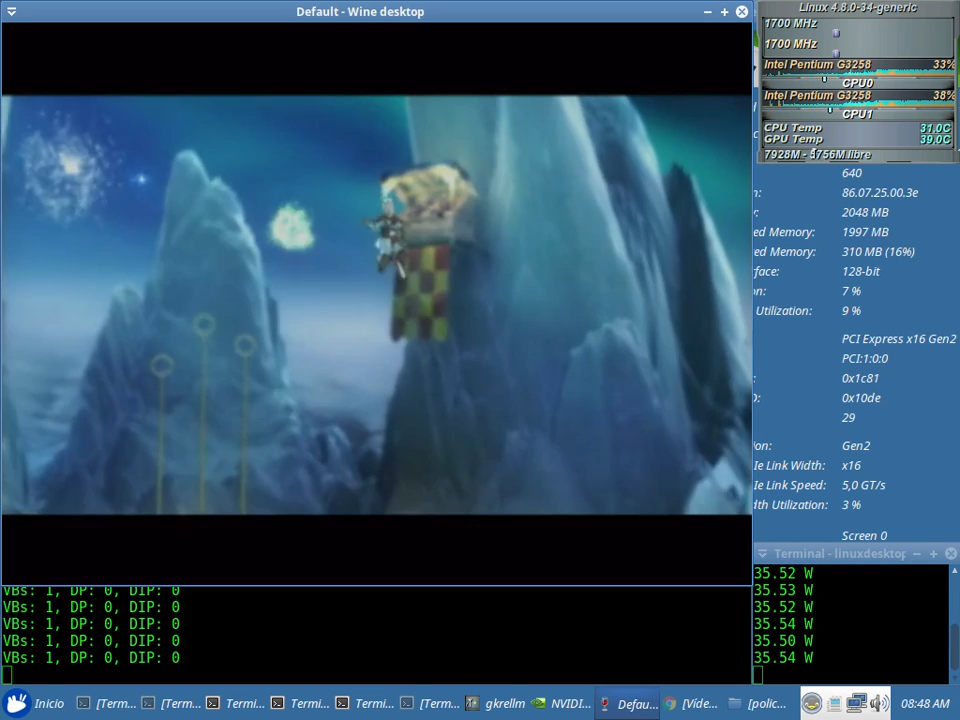 Default - Wine desktop
Linux 4.8.0-34-generic
1700 MHz
1700 MHz
Intel Pentium G3258 33%
CPU0
Intel Pentium G3258 38%
CPU1
CPU Temp 31.0C
GPU Temp 39.0C
7928M - 5756M libre
640
n: 86.07.25.00.3e
y: 2048 MB
ed Memory: 1997 MB
ed Memory: 310 MB (16%)
rface: 128-bit
on: 7 %
Utilization: 9 %
PCI Express x16 Gen2
PCI:1:0:0
0x1c81
D: 0x10de
29
ion: Gen2
Ie Link Width: x16
Ie Link Speed: 5,0 GT/s
dth Utilization: 3 %
Screen 0
Terminal - linuxdesktop
VBs: 1, DP: 0, DIP: 0
VBs: 1, DP: 0, DIP: 0
VBs: 1, DP: 0, DIP: 0
VBs: 1, DP: 0, DIP: 0
VBs: 1, DP: 0, DIP: 0
35.52 W
35.53 W
35.52 W
35.54 W
35.50 W
35.54 W
Inicio [Term... [Term... Termi... Termi... Termi... [Term... gkrellm NVIDI... Defau... [Víde... [polic... 08:48 AM